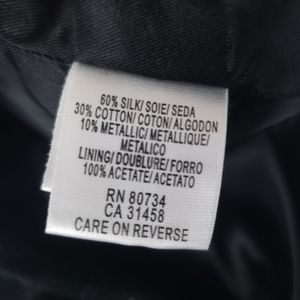 60% SILK/ SOIE/ SEDA
30% COTTON/ COTON/ ALGODON
10% METALLIC/ METALLIQUE/
METALICO
LINING/ DOUBLURE/ FORRO
100% ACETATE/ ACETATO
RN 80734
CA 31458
CARE ON REVERSE